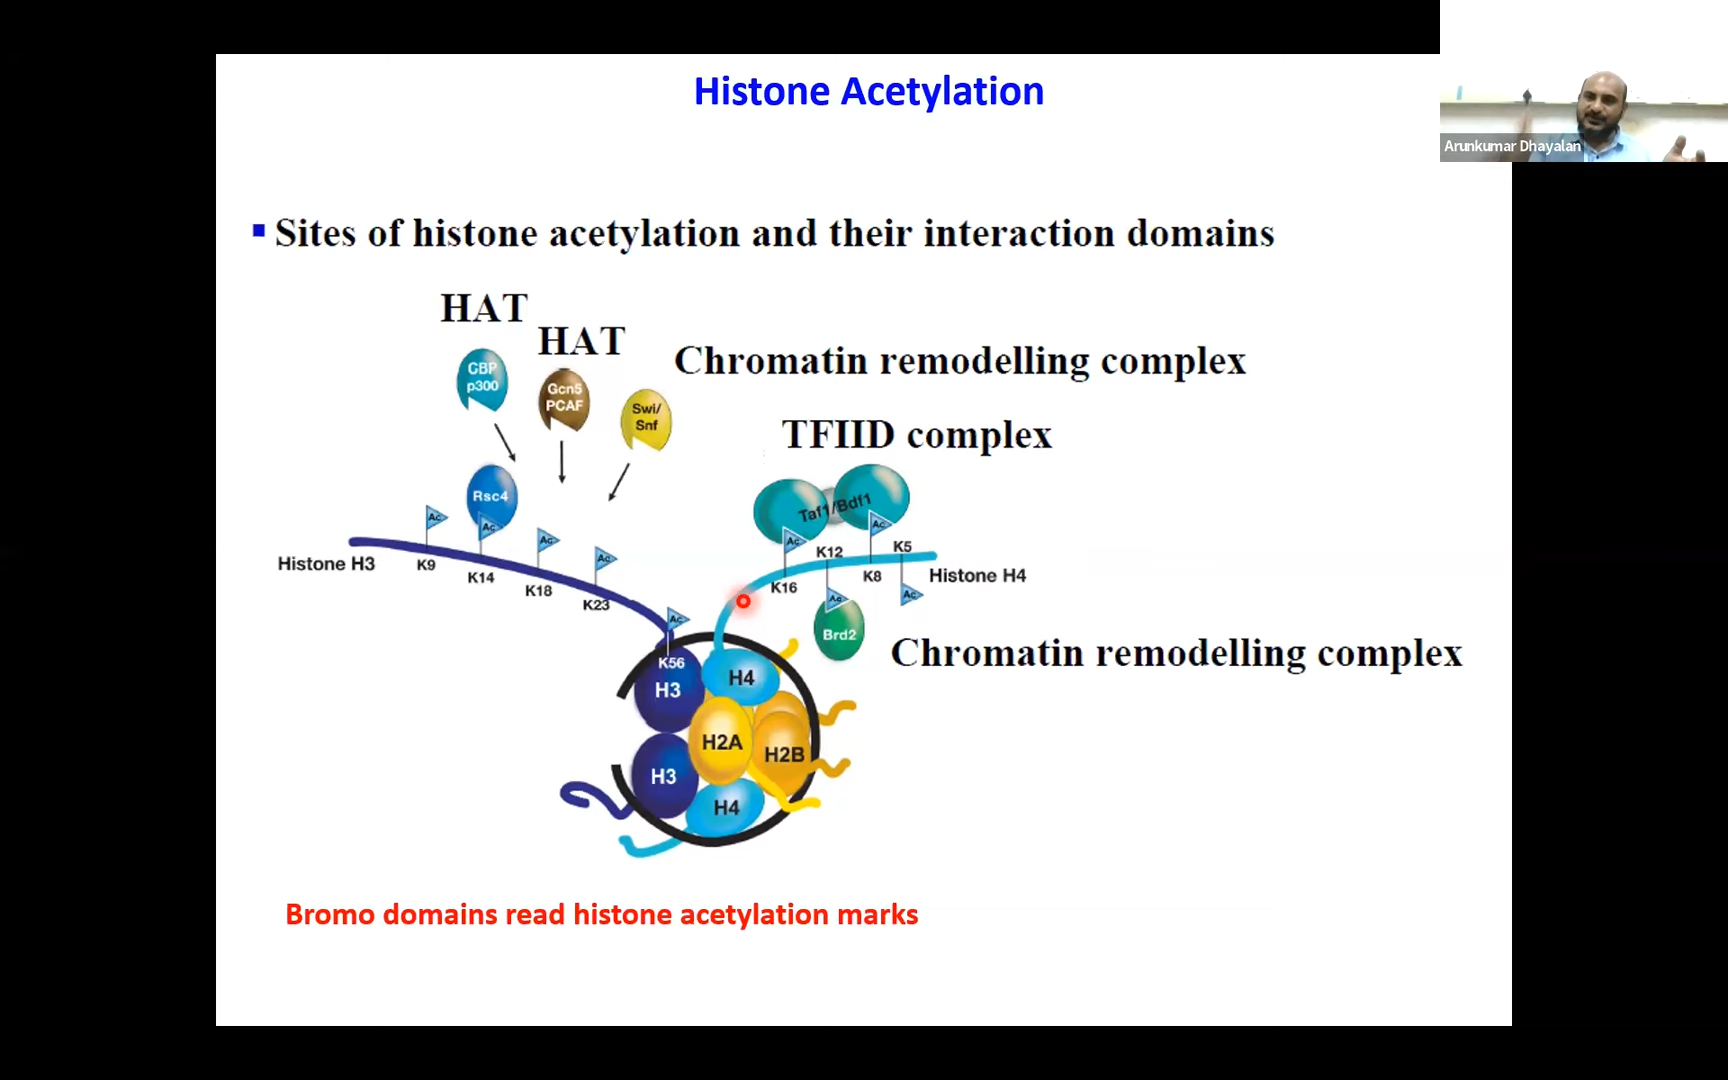 Histone Acetylation
Arunkumar Dhayalan
▪ Sites of histone acetylation and their interaction domains
HAT
HAT
Chromatin remodelling complex
CBP
p300
Gcn5
PCAF
Swi/
Snf
TFIID complex
Rsc4
Taf1/Bdf1
Ac
Ac
Ac
Ac
Ac
Ac
Ac
Histone H3
K9
K14
K18
K23
K16
K12
K8
K5
Histone H4
Ac
Ac
Brd2
Chromatin remodelling complex
K56
H3
H4
H2A
H2B
H3
H4
Bromo domains read histone acetylation marks